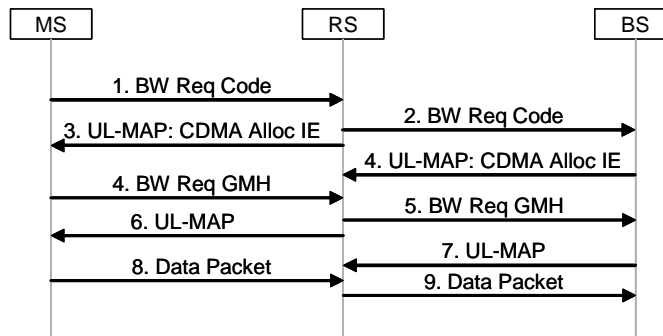 MS RS BS
1. BW Req Code
2. BW Req Code
3. UL-MAP: CDMA Alloc IE
4. UL-MAP: CDMA Alloc IE
4. BW Req GMH
5. BW Req GMH
6. UL-MAP
7. UL-MAP
8. Data Packet
9. Data Packet